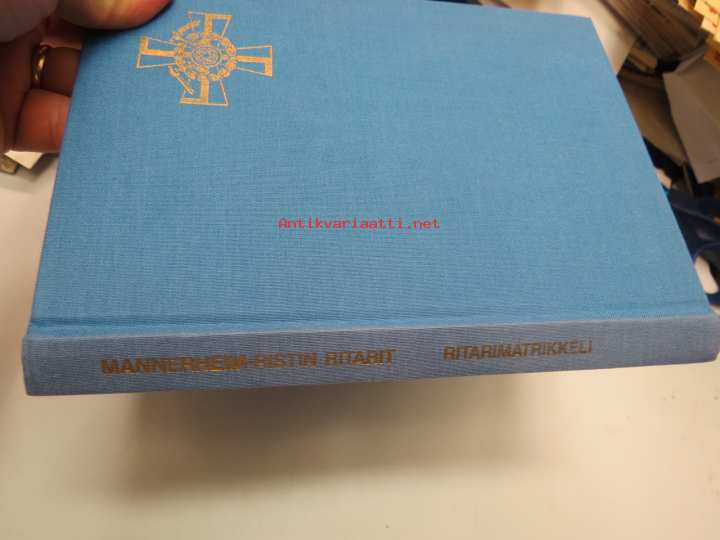 Antikvariaatti.net
MANNERHEIM-RISTIN RITARIT RITARIMATRIKKELI